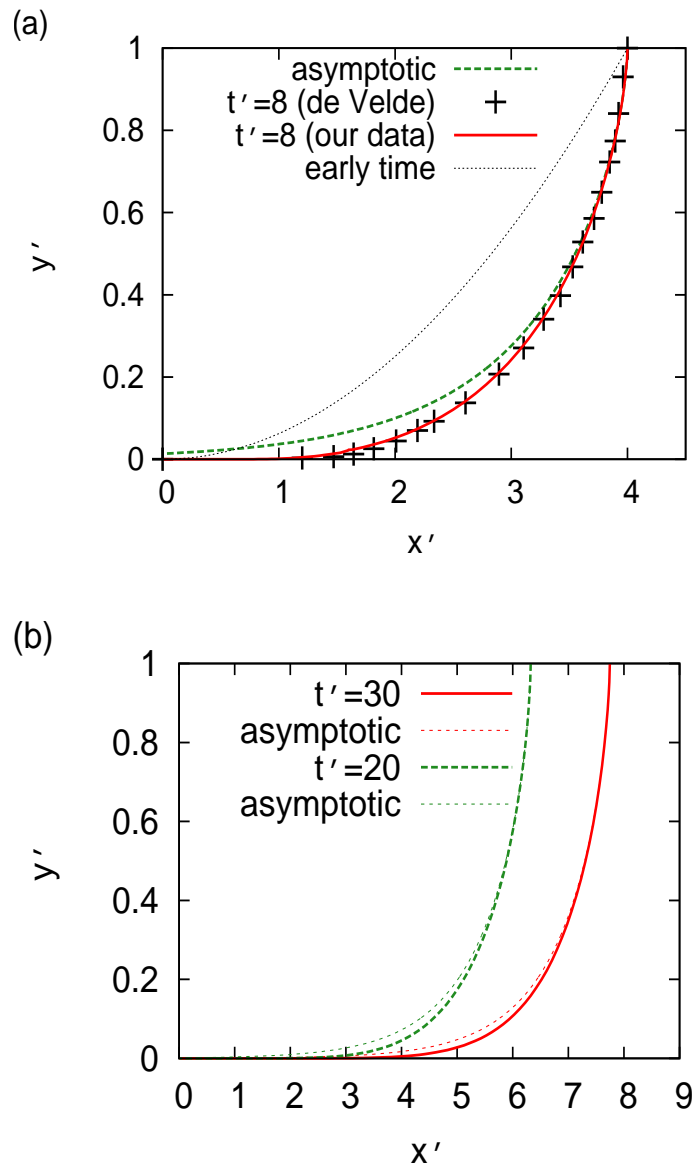 (a)
1
0.8
0.6
0.4
0.2
0
y′
asymptotic
t′=8 (de Velde)
t′=8 (our data)
early time
0 1 2 3 4
x′
(b)
1
0.8
0.6
0.4
0.2
0
y′
t′=30
asymptotic
t′=20
asymptotic
0 1 2 3 4 5 6 7 8 9
x′